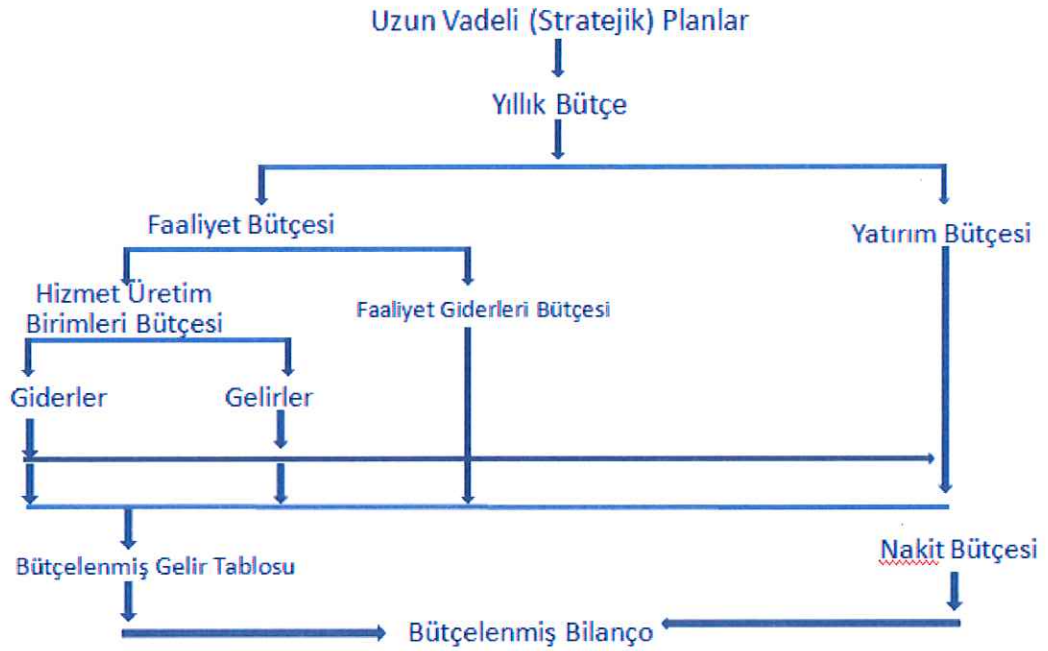 Uzun Vadeli (Stratejik) Planlar
Yıllık Bütçe
Faaliyet Bütçesi
Yatırım Bütçesi
Hizmet Üretim
Birimleri Bütçesi
Faaliyet Giderleri Bütçesi
Giderler
Gelirler
Bütçelenmiş Gelir Tablosu
Nakit Bütçesi
Bütçelenmiş Bilanço